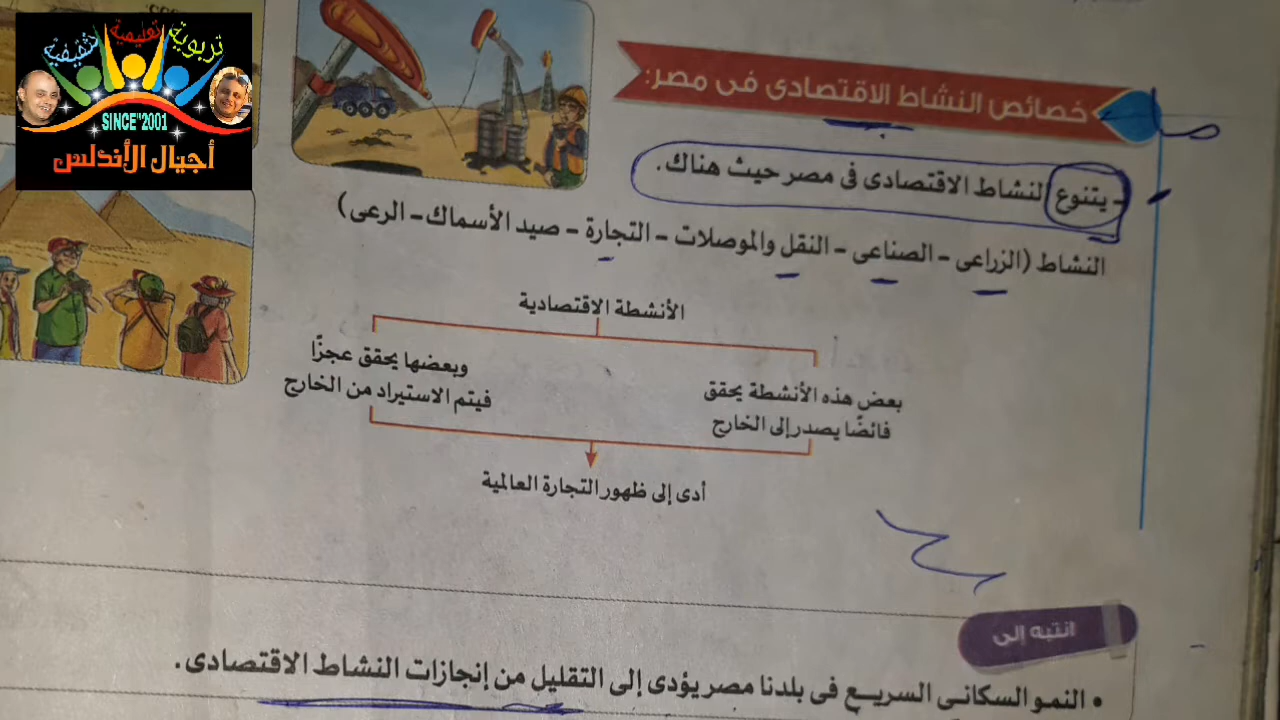 تربوية تعليمية تثقيفية
SINCE"2001
أجيال الأندلس
خصائص النشاط الاقتصادى فى مصر:
- يتنوع النشاط الاقتصادى فى مصر حيث هناك.
النشاط (الزراعى - الصناعى - النقل والموصلات - التجارة - صيد الأسماك - الرعى)
الأنشطة الاقتصادية
بعض هذه الأنشطة يحقق
فائضًا يصدر إلى الخارج
وبعضها يحقق عجزًا
فيتم الاستيراد من الخارج
أدى إلى ظهور التجارة العالمية
انتبه إلى
• النمو السكانى السريع فى بلدنا مصر يؤدى إلى التقليل من إنجازات النشاط الاقتصادى.